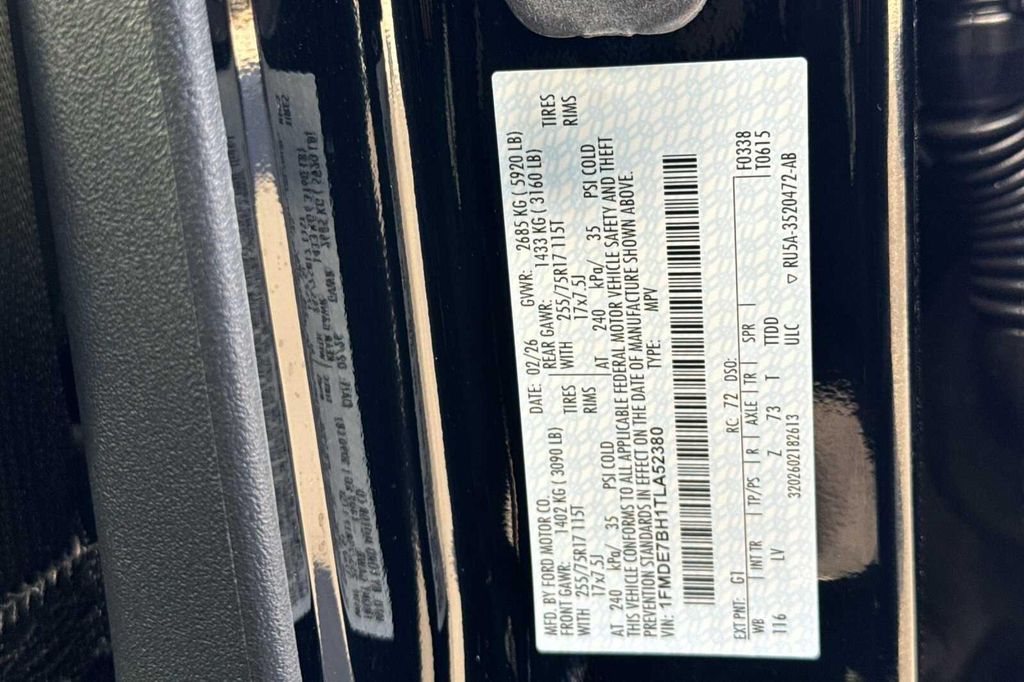 MFD. BY FORD MOTOR CO.
DATE: 02/26 GVWR: 2685 KG ( 5920 LB)
FRONT GAWR: 1402 KG ( 3090 LB) REAR GAWR: 1433 KG ( 3160 LB)
WITH 255/75R17 115T TIRES WITH 255/75R17 115T TIRES
17x7.5J RIMS 17x7.5J RIMS
AT 240 kPa/ 35 PSI COLD AT 240 kPa/ 35 PSI COLD
THIS VEHICLE CONFORMS TO ALL APPLICABLE FEDERAL MOTOR VEHICLE SAFETY AND THEFT
PREVENTION STANDARDS IN EFFECT ON THE DATE OF MANUFACTURE SHOWN ABOVE.
VIN: 1FMDE7BH1TLA52380 TYPE: MPV
EXT PNT: G1 RC: 72 DSO: F0338
WB INT TR TP/PS R AXLE TR SPR T0615
116 LV Z 73 T TTDD
3202602182613 ULC
▽ RU5A-3520472-AB